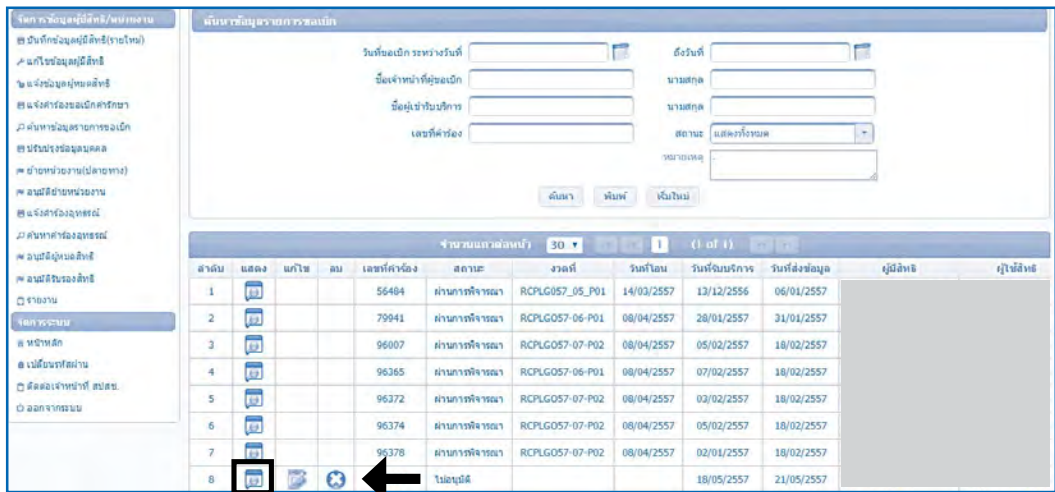 จัดการข้อมูลผู้มีสิทธิ/หน่วยงาน
บันทึกข้อมูลผู้มีสิทธิ(รายใหม่)
แก้ไขข้อมูลผู้มีสิทธิ
แจ้งข้อมูลผู้หมดสิทธิ
แจ้งคำร้องขอเบิกค่ารักษา
ค้นหาข้อมูลรายการขอเบิก
ปรับปรุงข้อมูลบุคคล
ย้ายหน่วยงาน(ปลายทาง)
อนุมัติย้ายหน่วยงาน
แจ้งคำร้องอุทธรณ์
ค้นหาคำร้องอุทธรณ์
อนุมัติผู้หมดสิทธิ
อนุมัติรับรองสิทธิ
รายงาน
จัดการระบบ
หน้าหลัก
เปลี่ยนรหัสผ่าน
ติดต่อเจ้าหน้าที่ สปสช.
ออกจากระบบ
ค้นหาข้อมูลรายการขอเบิก
วันที่ขอเบิก ระหว่างวันที่ ถึงวันที่
ชื่อเจ้าหน้าที่ผู้ขอเบิก นามสกุล
ชื่อผู้เข้ารับบริการ นามสกุล
เลขที่คำร้อง สถานะ แสดงทั้งหมด
หมายเหตุ -
ค้นหา พิมพ์ เริ่มใหม่
จำนวนแถวต่อหน้า 30 1 (1 of 1)
ลำดับ แสดง แก้ไข ลบ เลขที่คำร้อง สถานะ งวดที่ วันที่โอน วันที่รับบริการ วันที่ส่งข้อมูล ผู้มีสิทธิ ผู้ใช้สิทธิ
1 56484 ผ่านการพิจารณา RCPLGO57_05_P01 14/03/2557 13/12/2556 06/01/2557
2 79941 ผ่านการพิจารณา RCPLGO57-06-P01 08/04/2557 28/01/2557 31/01/2557
3 96007 ผ่านการพิจารณา RCPLGO57-07-P02 08/04/2557 05/02/2557 18/02/2557
4 96365 ผ่านการพิจารณา RCPLGO57-06-P01 08/04/2557 07/02/2557 18/02/2557
5 96372 ผ่านการพิจารณา RCPLGO57-07-P02 08/04/2557 03/02/2557 18/02/2557
6 96374 ผ่านการพิจารณา RCPLGO57-07-P02 08/04/2557 05/02/2557 18/02/2557
7 96378 ผ่านการพิจารณา RCPLGO57-07-P02 08/04/2557 02/01/2557 18/02/2557
8 ไม่อนุมัติ 18/05/2557 21/05/2557